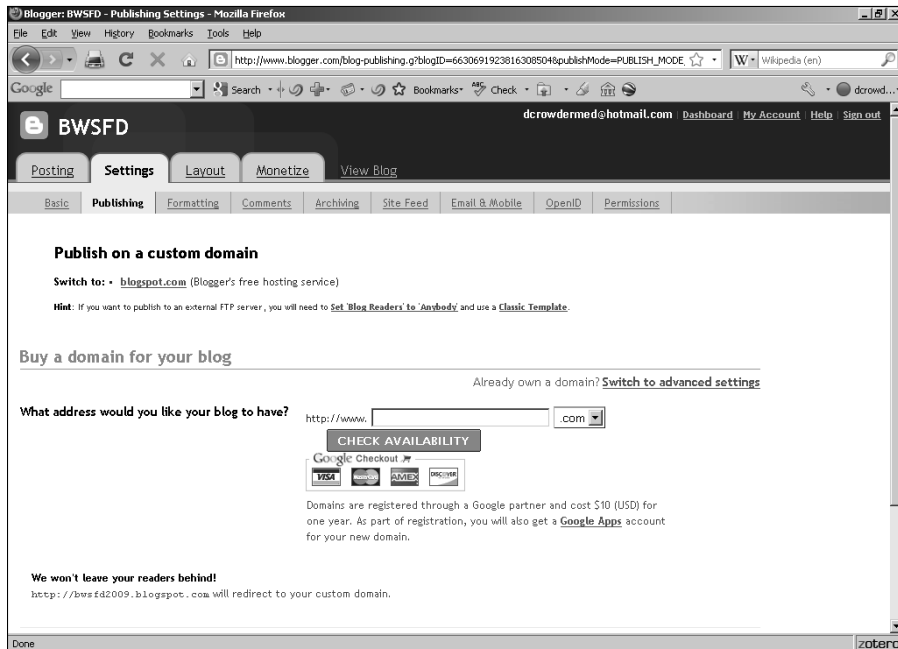 Blogger: BWSFD - Publishing Settings - Mozilla Firefox
File Edit View History Bookmarks Tools Help
http://www.blogger.com/blog-publishing.g?blogID=6630691923816308504&publishMode=PUBLISH_MODE_ W Wikipedia (en)
Google Search Bookmarks ABC Check dcrowd...
BWSFD
dcrowdermed@hotmail.com | Dashboard | My Account | Help | Sign out
Posting Settings Layout Monetize View Blog
Basic Publishing Formatting Comments Archiving Site Feed Email & Mobile OpenID Permissions
Publish on a custom domain
Switch to: • blogspot.com (Blogger's free hosting service)
Hint: If you want to publish to an external FTP server, you will need to Set 'Blog Readers' to 'Anybody' and use a Classic Template.
Buy a domain for your blog
Already own a domain? Switch to advanced settings
What address would you like your blog to have? http://www. .com
CHECK AVAILABILITY
Google Checkout
VISA MasterCard AMEX DISCOVER
Domains are registered through a Google partner and cost $10 (USD) for
one year. As part of registration, you will also get a Google Apps account
for your new domain.
We won't leave your readers behind!
http://bwsfd2009.blogspot.com will redirect to your custom domain.
Done zotero